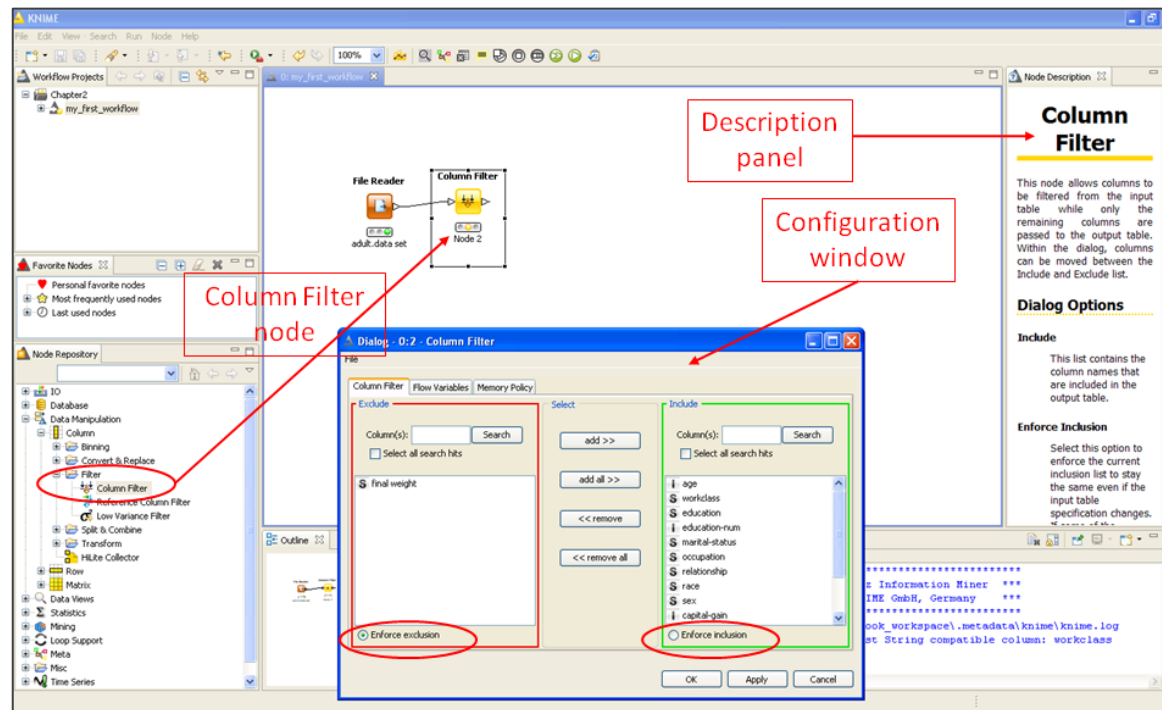 KNIME
File Edit View Search Run Node Help
100%
Workflow Projects
Chapter2
my_first_workflow
Favorite Nodes
Personal favorite nodes
Most frequently used nodes
Last used nodes
Node Repository
IO
Database
Data Manipulation
Column
Binning
Convert & Replace
Filter
Column Filter
Reference Column Filter
Low Variance Filter
Split & Combine
Transform
HiLite Collector
Row
Matrix
Data Views
Statistics
Mining
Loop Support
Meta
Misc
Time Series
0: my_first_workflow
File Reader
adult.data set
Column Filter
Node 2
Column Filter
node
Description
panel
Configuration
window
Outline
Dialog - 0:2 - Column Filter
File
Column Filter Flow Variables Memory Policy
Exclude
Column(s): Search
Select all search hits
S final weight
Enforce exclusion
Select
add >>
add all >>
<< remove
<< remove all
Include
Column(s): Search
Select all search hits
I age
S workclass
S education
I education-num
S marital-status
S occupation
S relationship
S race
S sex
I capital-gain
Enforce inclusion
OK Apply Cancel
Node Description
Column
Filter
This node allows columns to
be filtered from the input
table while only the
remaining columns are
passed to the output table.
Within the dialog, columns
can be moved between the
Include and Exclude list.
Dialog Options
Include
This list contains the
column names that
are included in the
output table.
Enforce Inclusion
Select this option to
enforce the current
inclusion list to stay
the same even if the
input table
specification changes.
If some of the
************************
z Information Miner ***
IME GmbH, Germany ***
************************
ook_workspace\.metadata\knime\knime.log
st String compatible column: workclass